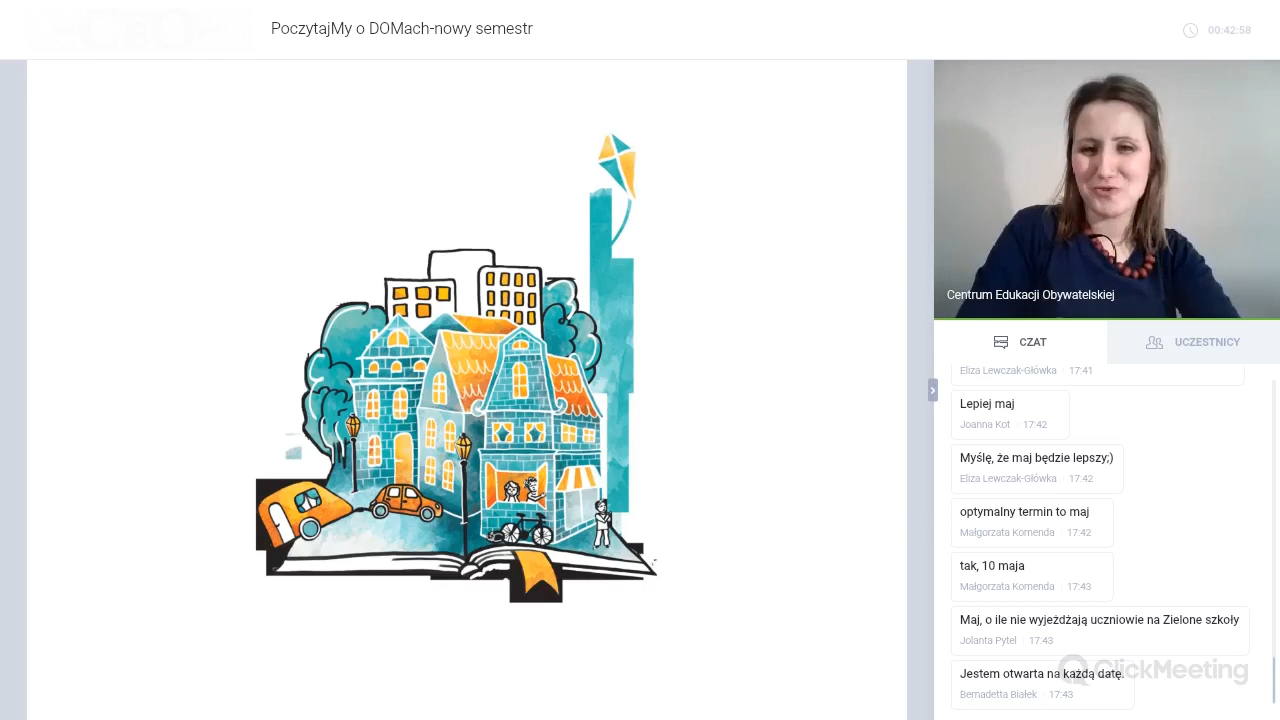 PoczytajMy o DOMach-nowy semestr
00:42:58
Centrum Edukacji Obywatelskiej
CZAT
UCZESTNICY
Eliza Lewczak-Główka 17:41
Lepiej maj
Joanna Kot 17:42
Myślę, że maj będzie lepszy;)
Eliza Lewczak-Główka 17:42
optymalny termin to maj
Małgorzata Komenda 17:42
tak, 10 maja
Małgorzata Komenda 17:43
Maj, o ile nie wyjeżdżają uczniowie na Zielone szkoły
Jolanta Pytel 17:43
Jestem otwarta na każdą datę.
Bernadetta Białek 17:43
ClickMeeting